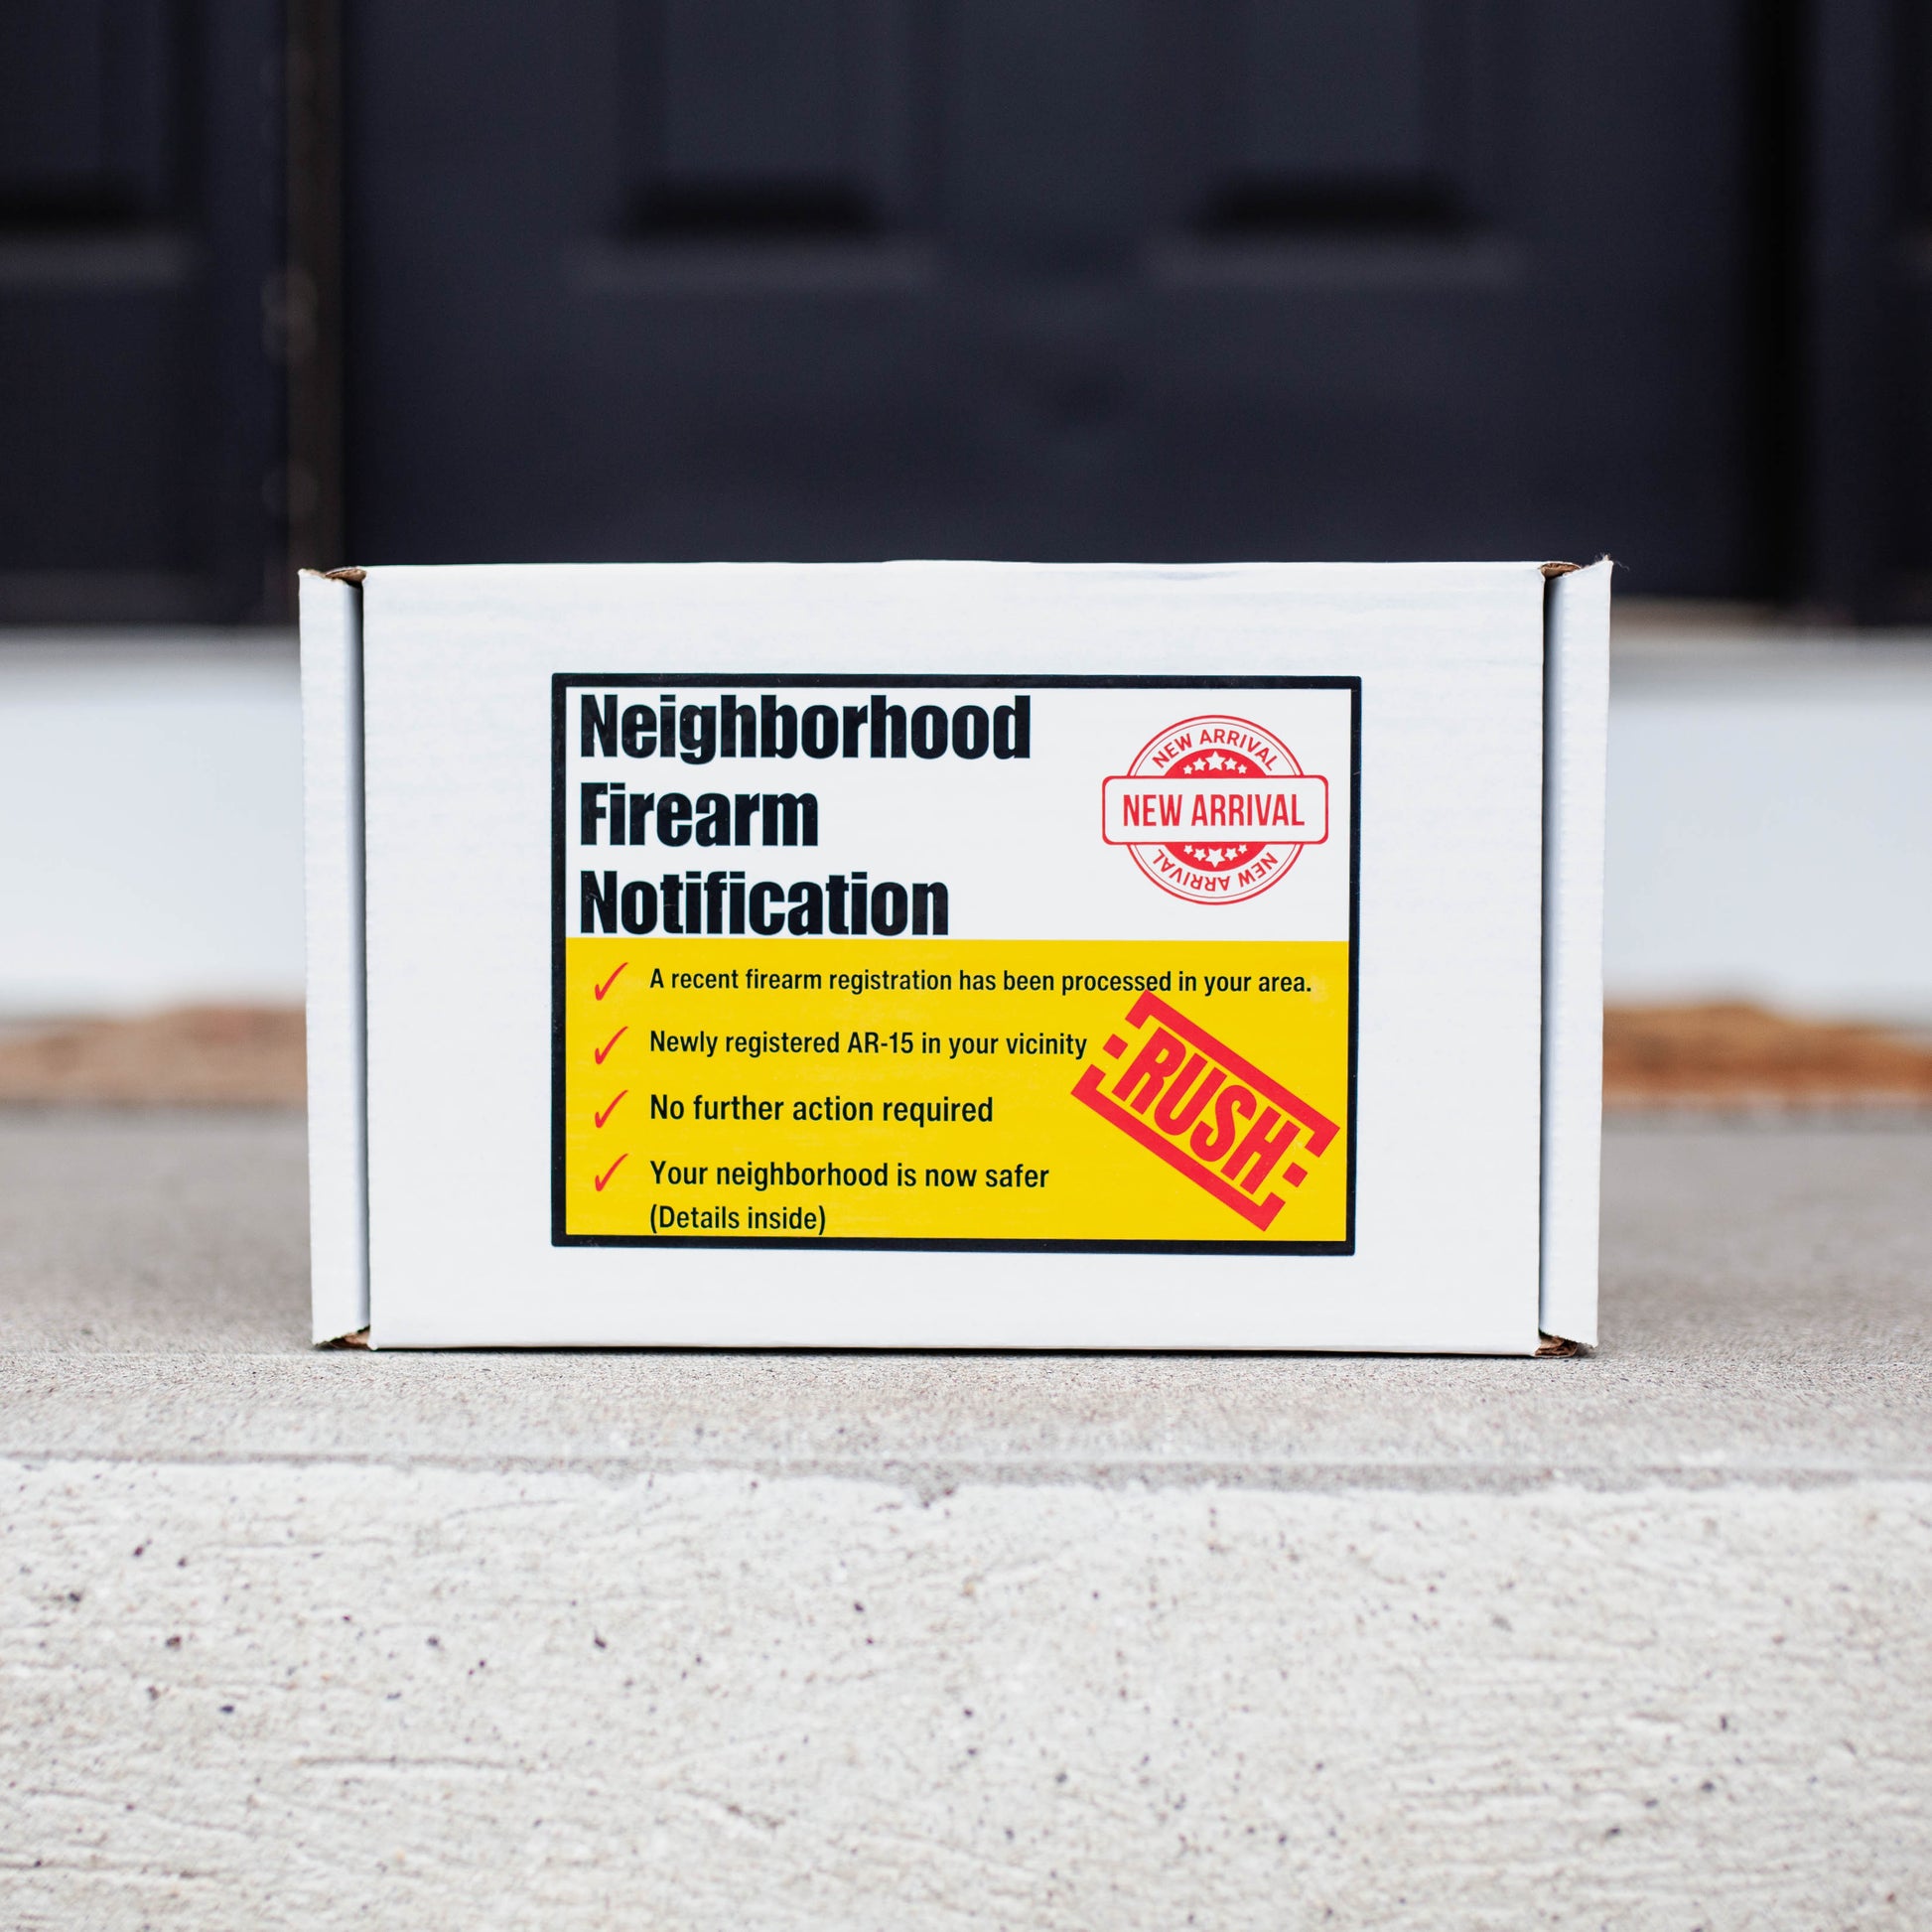 Neighborhood
Firearm
Notification
NEW ARRIVAL
NEW ARRIVAL
NEW ARRIVAL
✓ A recent firearm registration has been processed in your area.
✓ Newly registered AR-15 in your vicinity
✓ No further action required
✓ Your neighborhood is now safer
(Details inside)
RUSH